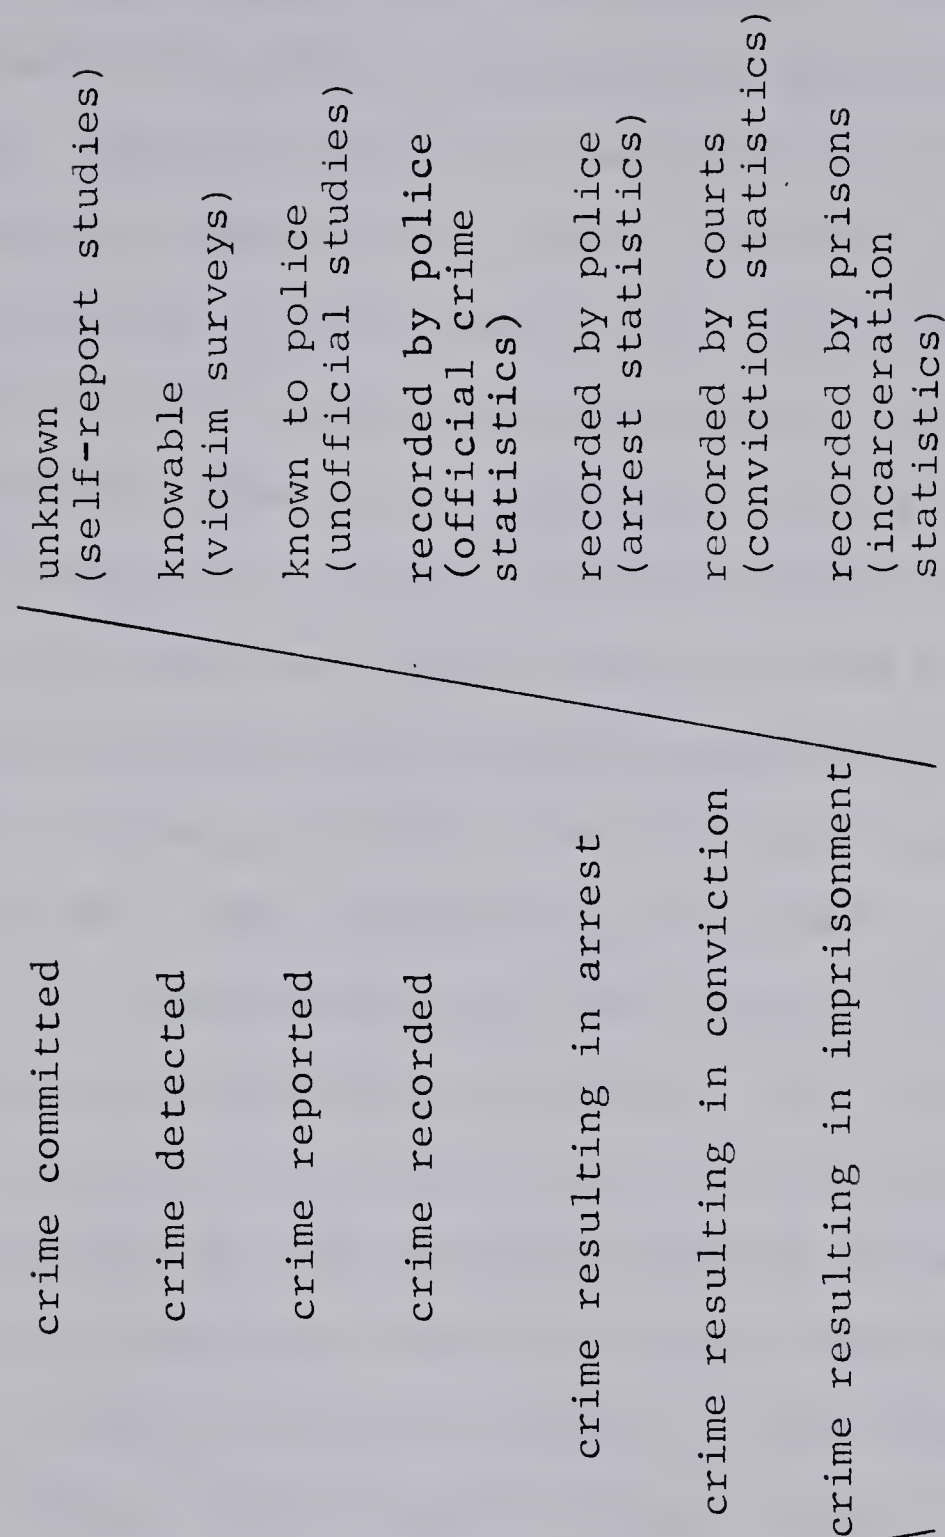 crime committed
unknown
(self-report studies)
crime detected
knowable
(victim surveys)
crime reported
known to police
(unofficial studies)
crime recorded
recorded by police
(official crime
statistics)
crime resulting in arrest
recorded by police
(arrest statistics)
crime resulting in conviction
recorded by courts
(conviction statistics)
crime resulting in imprisonment
recorded by prisons
(incarceration
statistics)